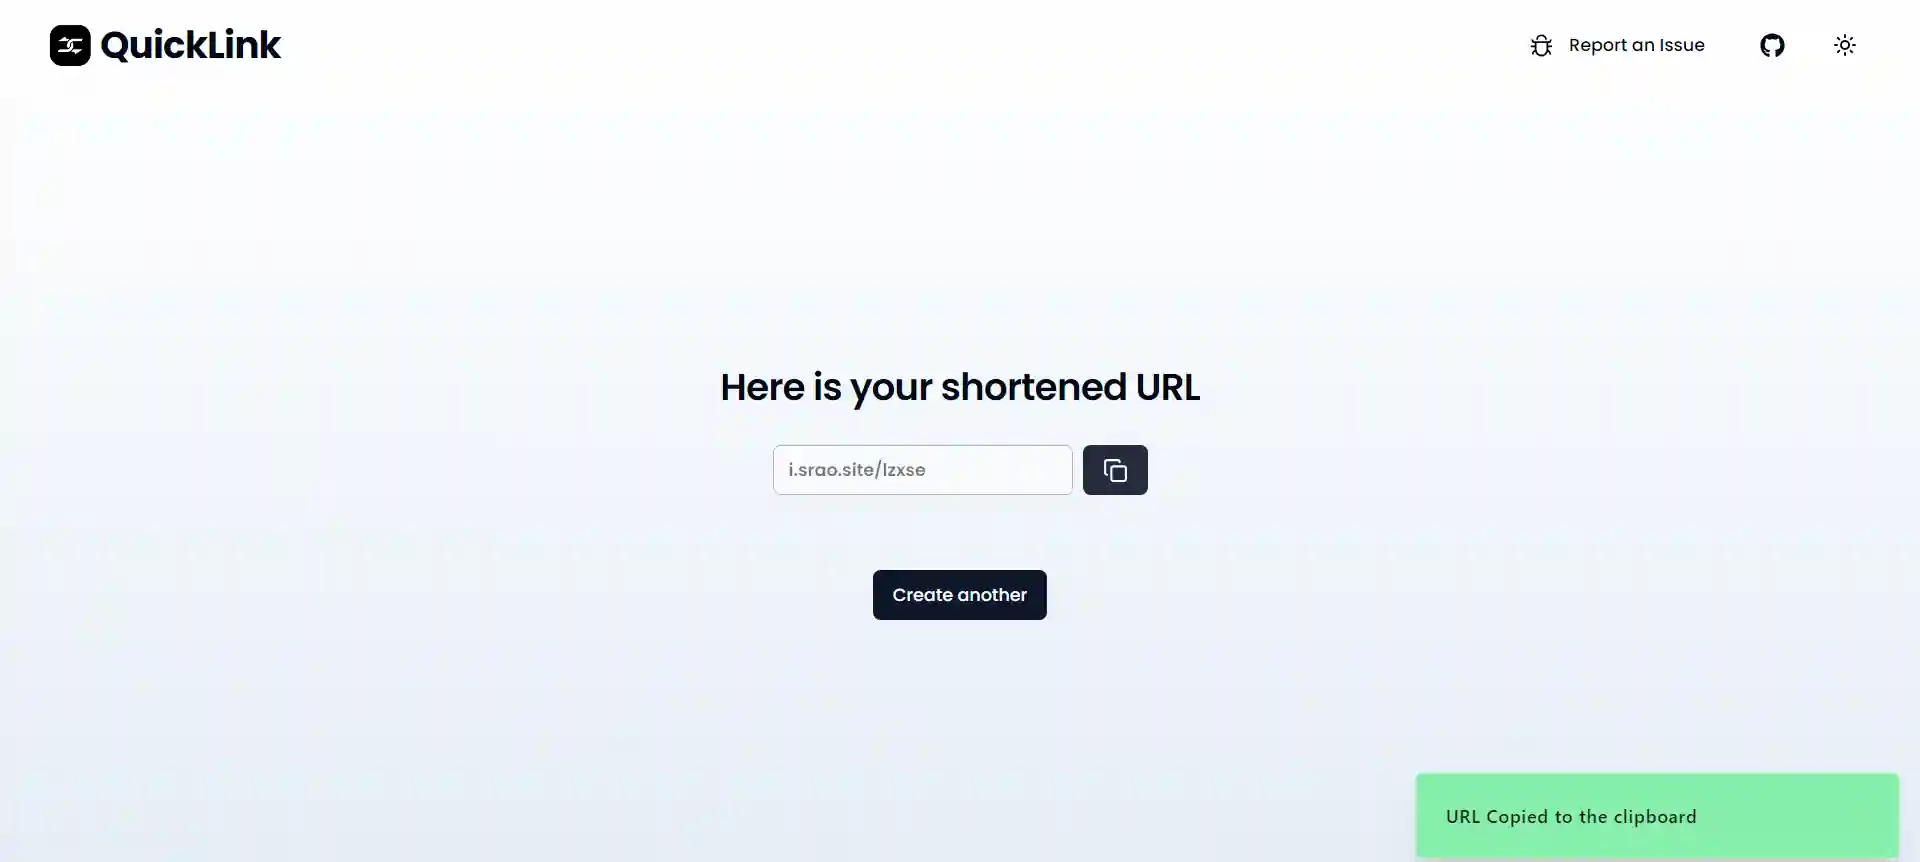 QuickLink
Report an Issue
Here is your shortened URL
i.srao.site/lzxse
Create another
URL Copied to the clipboard